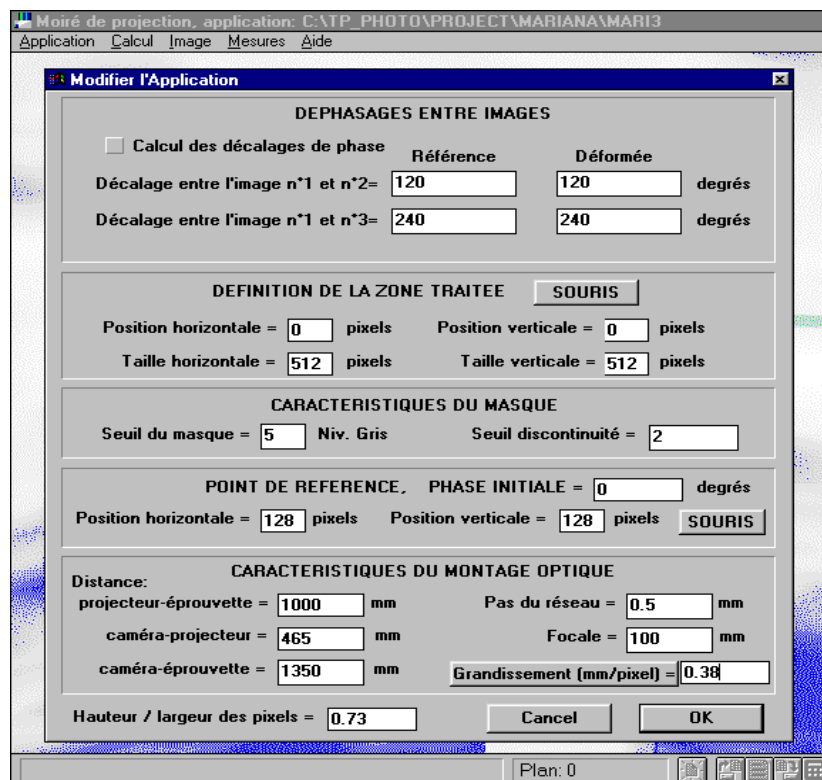 Moiré de projection, application: C:\TP_PHOTO\PROJECT\MARIANA\MARI3
Application Calcul Image Mesures Aide
Modifier l'Application
DEPHASAGES ENTRE IMAGES
Calcul des décalages de phase
Référence Déformée
Décalage entre l'image n°1 et n°2= 120 120 degrés
Décalage entre l'image n°1 et n°3= 240 240 degrés
DEFINITION DE LA ZONE TRAITEE SOURIS
Position horizontale = 0 pixels Position verticale = 0 pixels
Taille horizontale = 512 pixels Taille verticale = 512 pixels
CARACTERISTIQUES DU MASQUE
Seuil du masque = 5 Niv. Gris Seuil discontinuité = 2
POINT DE REFERENCE, PHASE INITIALE = 0 degrés
Position horizontale = 128 pixels Position verticale = 128 pixels SOURIS
CARACTERISTIQUES DU MONTAGE OPTIQUE
Distance:
projecteur-éprouvette = 1000 mm Pas du réseau = 0.5 mm
caméra-projecteur = 465 mm Focale = 100 mm
caméra-éprouvette = 1350 mm Grandissement (mm/pixel) = 0.38
Hauteur / largeur des pixels = 0.73 Cancel OK
Plan: 0